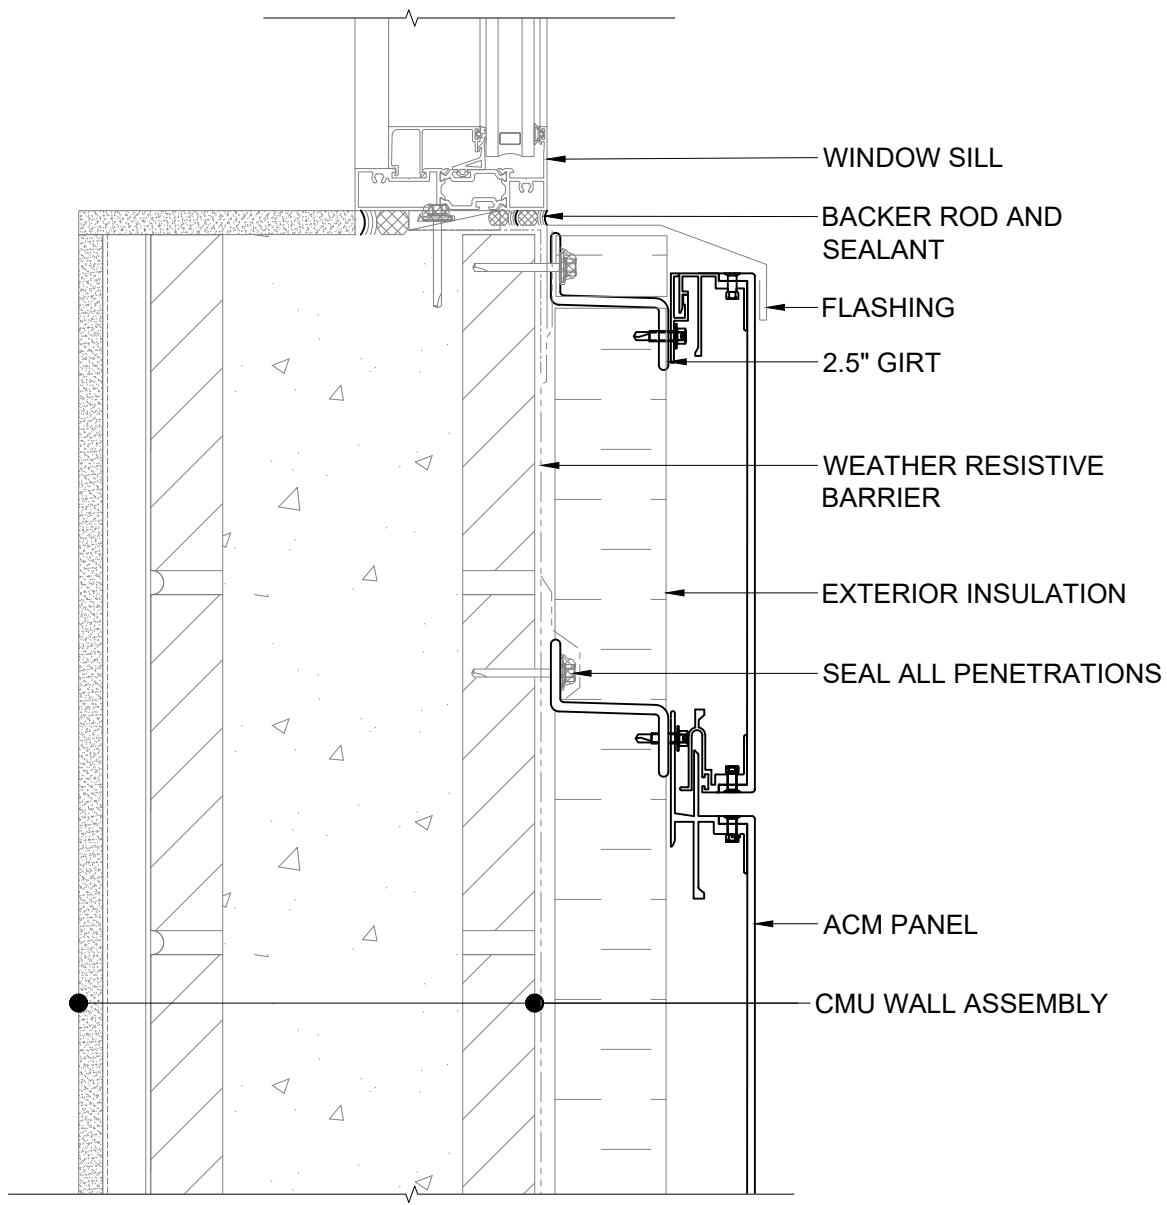 WINDOW SILL
BACKER ROD AND
SEALANT
FLASHING
2.5" GIRT
WEATHER RESISTIVE
BARRIER
EXTERIOR INSULATION
SEAL ALL PENETRATIONS
ACM PANEL
CMU WALL ASSEMBLY